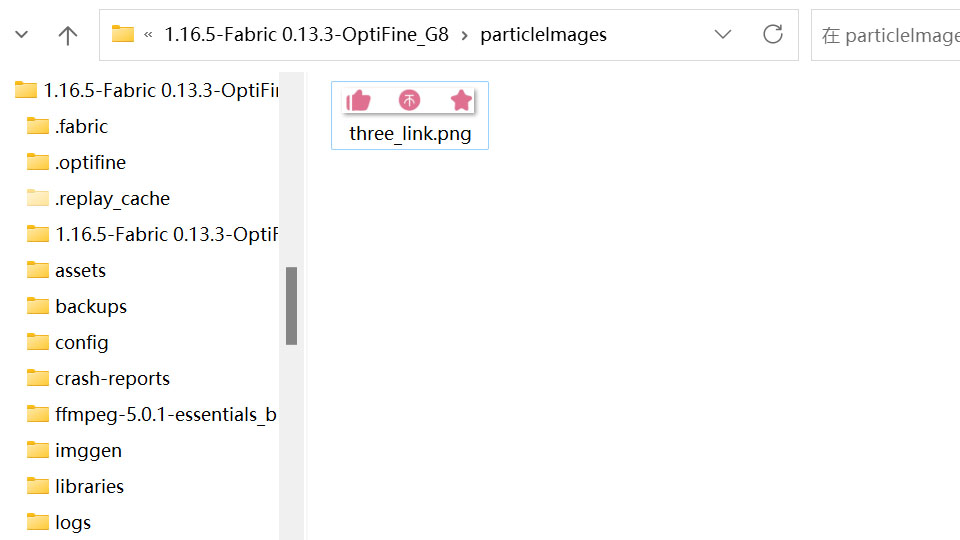 « 1.16.5-Fabric 0.13.3-OptiFine_G8 > particleImages
在 particleImage
1.16.5-Fabric 0.13.3-OptiFi
.fabric
.optifine
.replay_cache
1.16.5-Fabric 0.13.3-OptiF
assets
backups
config
crash-reports
ffmpeg-5.0.1-essentials_b
imggen
libraries
logs
three_link.png